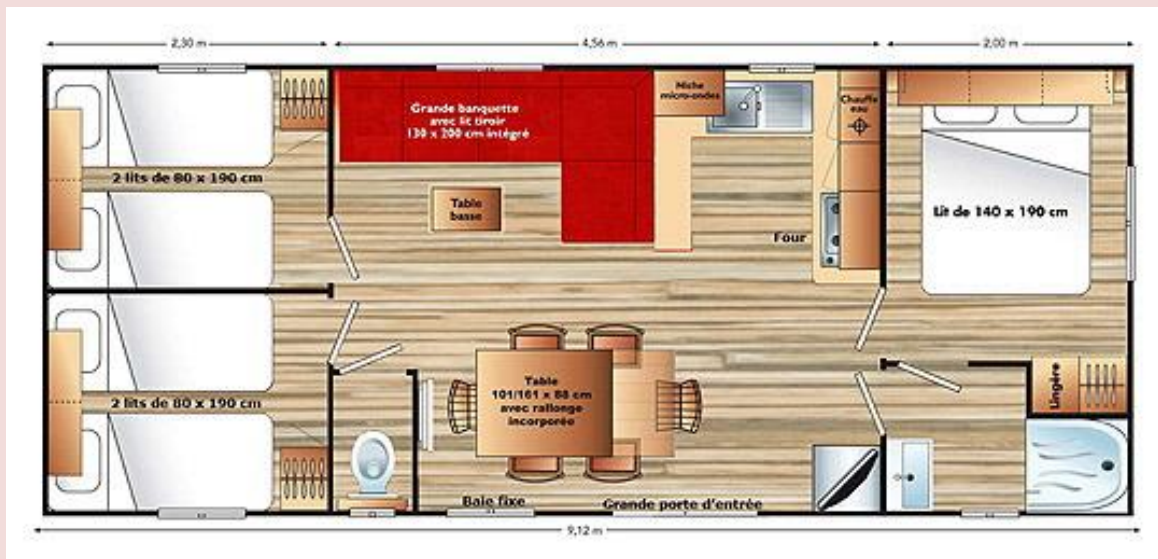 2,30 m
4,56 m
2,00 m
Grande banquette
avec lit tiroir
130 x 200 cm intégré
Niche
micro-ondes
Chauffe
eau
2 lits de 80 x 190 cm
Table
basse
Lit de 140 x 190 cm
Four
Table
101/161 x 88 cm
avec rallonge
incorporée
Lingère
2 lits de 80 x 190 cm
Baie fixe
Grande porte d'entrée
9,12 m